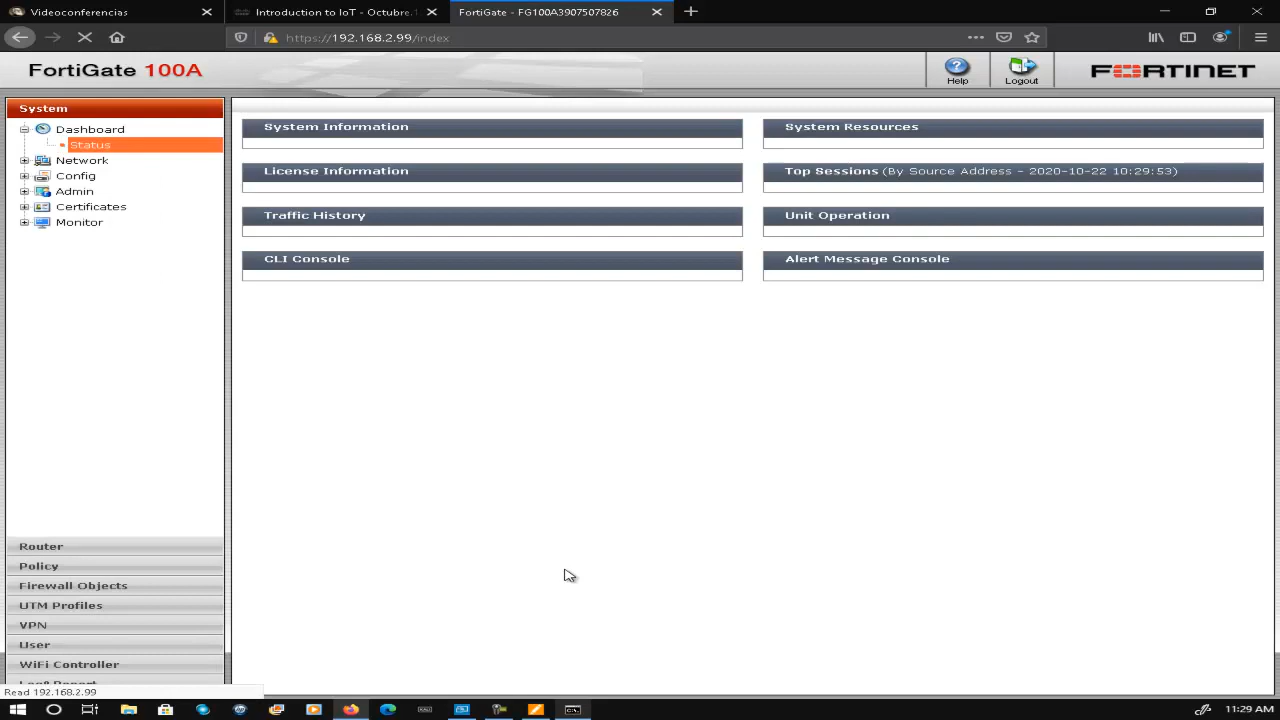 Videoconferencias
Introduction to IoT - Octubre.
FortiGate - FG100A3907507826
https://192.168.2.99/index
FortiGate 100A
Help
Logout
FORTINET
System
Dashboard
Status
Network
Config
Admin
Certificates
Monitor
System Information
System Resources
License Information
Top Sessions (By Source Address - 2020-10-22 10:29:53)
Traffic History
Unit Operation
CLI Console
Alert Message Console
Router
Policy
Firewall Objects
UTM Profiles
VPN
User
WiFi Controller
Log&Report
Read 192.168.2.99
11:29 AM